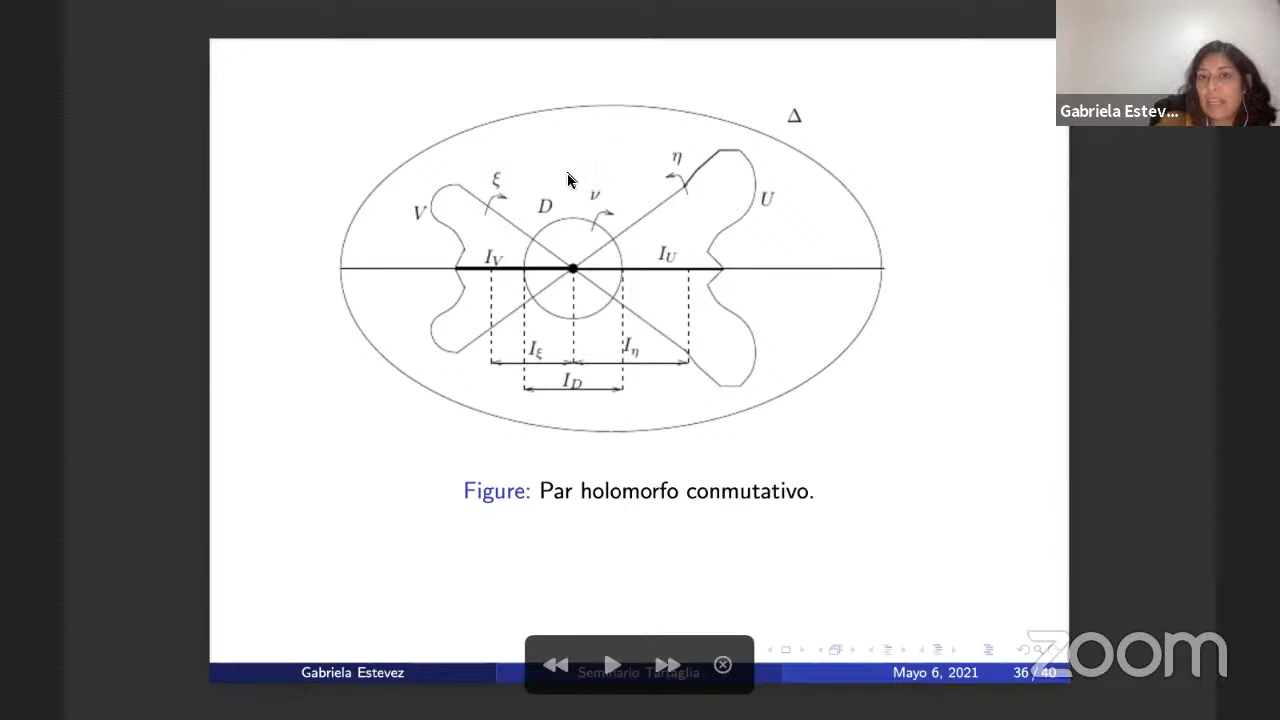 Gabriela Estev...
Δ
η
ξ
ν
D
V
U
I_V
I_U
I_ξ
I_η
I_D
Figure: Par holomorfo conmutativo.
Gabriela Estevez
Seminario Tartaglia
Mayo 6, 2021
36 / 40
zoom